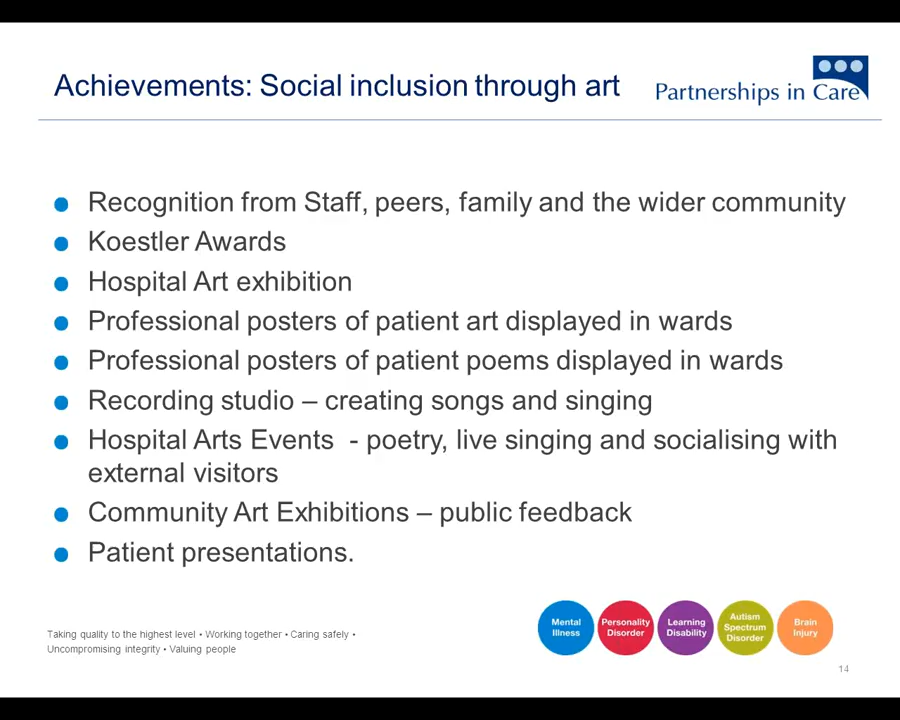 Achievements: Social inclusion through art
Partnerships in Care
Recognition from Staff, peers, family and the wider community
Koestler Awards
Hospital Art exhibition
Professional posters of patient art displayed in wards
Professional posters of patient poems displayed in wards
Recording studio – creating songs and singing
Hospital Arts Events - poetry, live singing and socialising with
external visitors
Community Art Exhibitions – public feedback
Patient presentations.
Taking quality to the highest level • Working together • Caring safely •
Uncompromising integrity • Valuing people
Mental
Illness
Personality
Disorder
Learning
Disability
Autism
Spectrum
Disorder
Brain
Injury
14